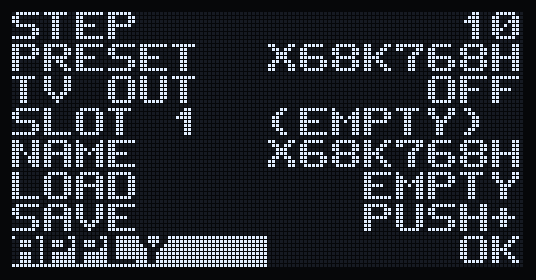 STEP 10
PRESET X68K768H
TV OUT OFF
SLOT 1 (EMPTY)
NAME X68K768H
LOAD EMPTY
SAVE PUSH+
APPLY OK